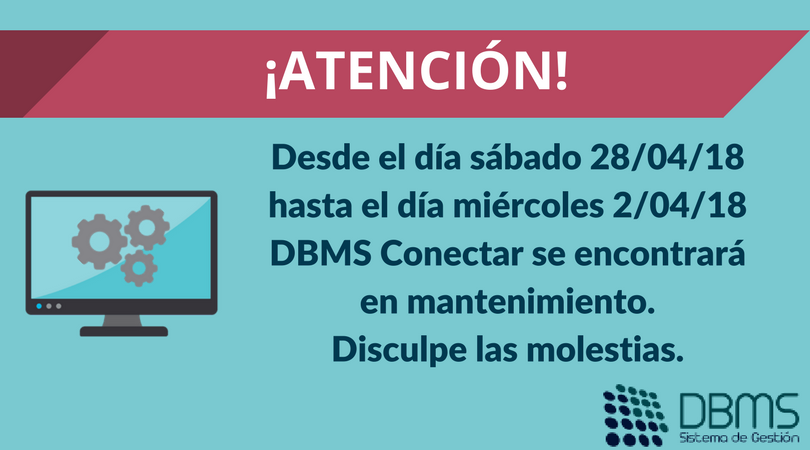 ¡ATENCIÓN!
Desde el día sábado 28/04/18
hasta el día miércoles 2/04/18
DBMS Conectar se encontrará
en mantenimiento.
Disculpe las molestias.
DBMS
Sistema de Gestión